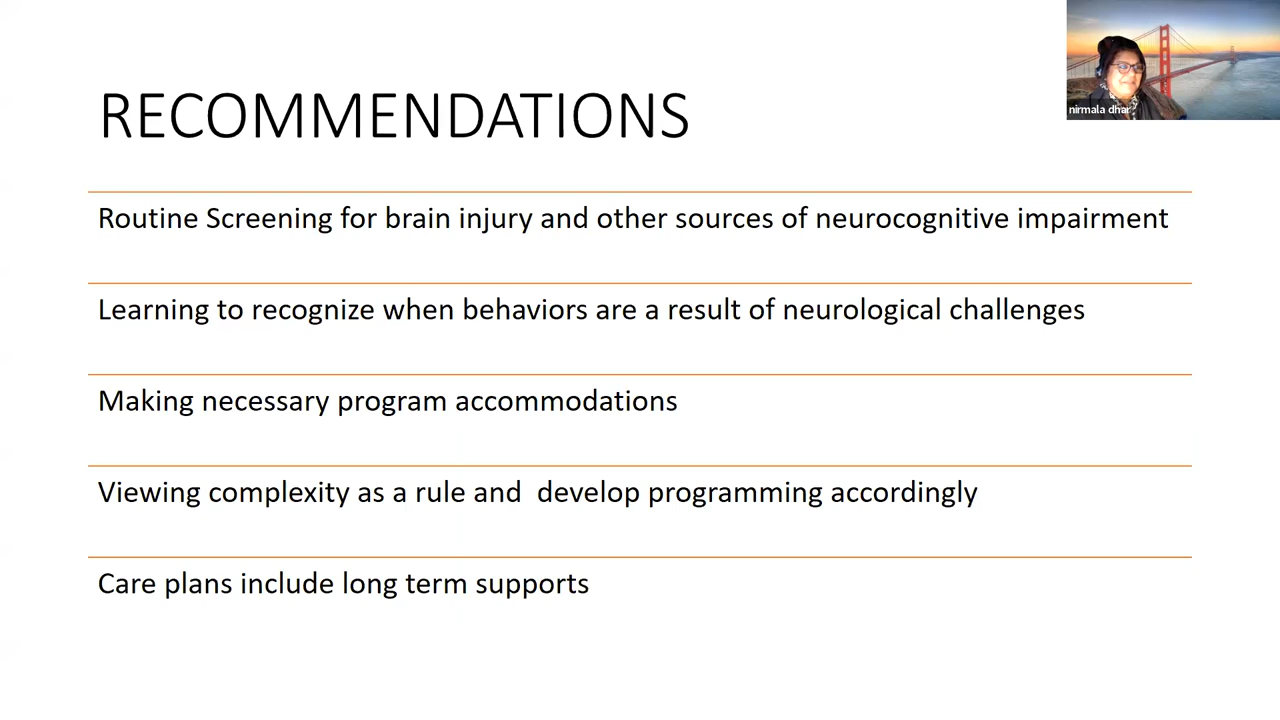 RECOMMENDATIONS
nirmala dhar
Routine Screening for brain injury and other sources of neurocognitive impairment
Learning to recognize when behaviors are a result of neurological challenges
Making necessary program accommodations
Viewing complexity as a rule and  develop programming accordingly
Care plans include long term supports